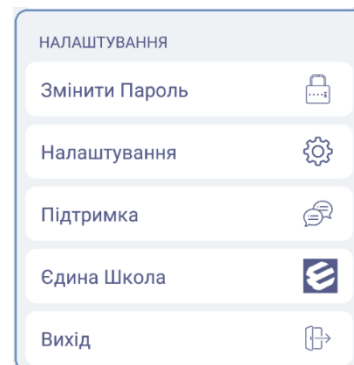 НАЛАШТУВАННЯ
Змінити Пароль
Налаштування
Підтримка
Єдина Школа
Вихід